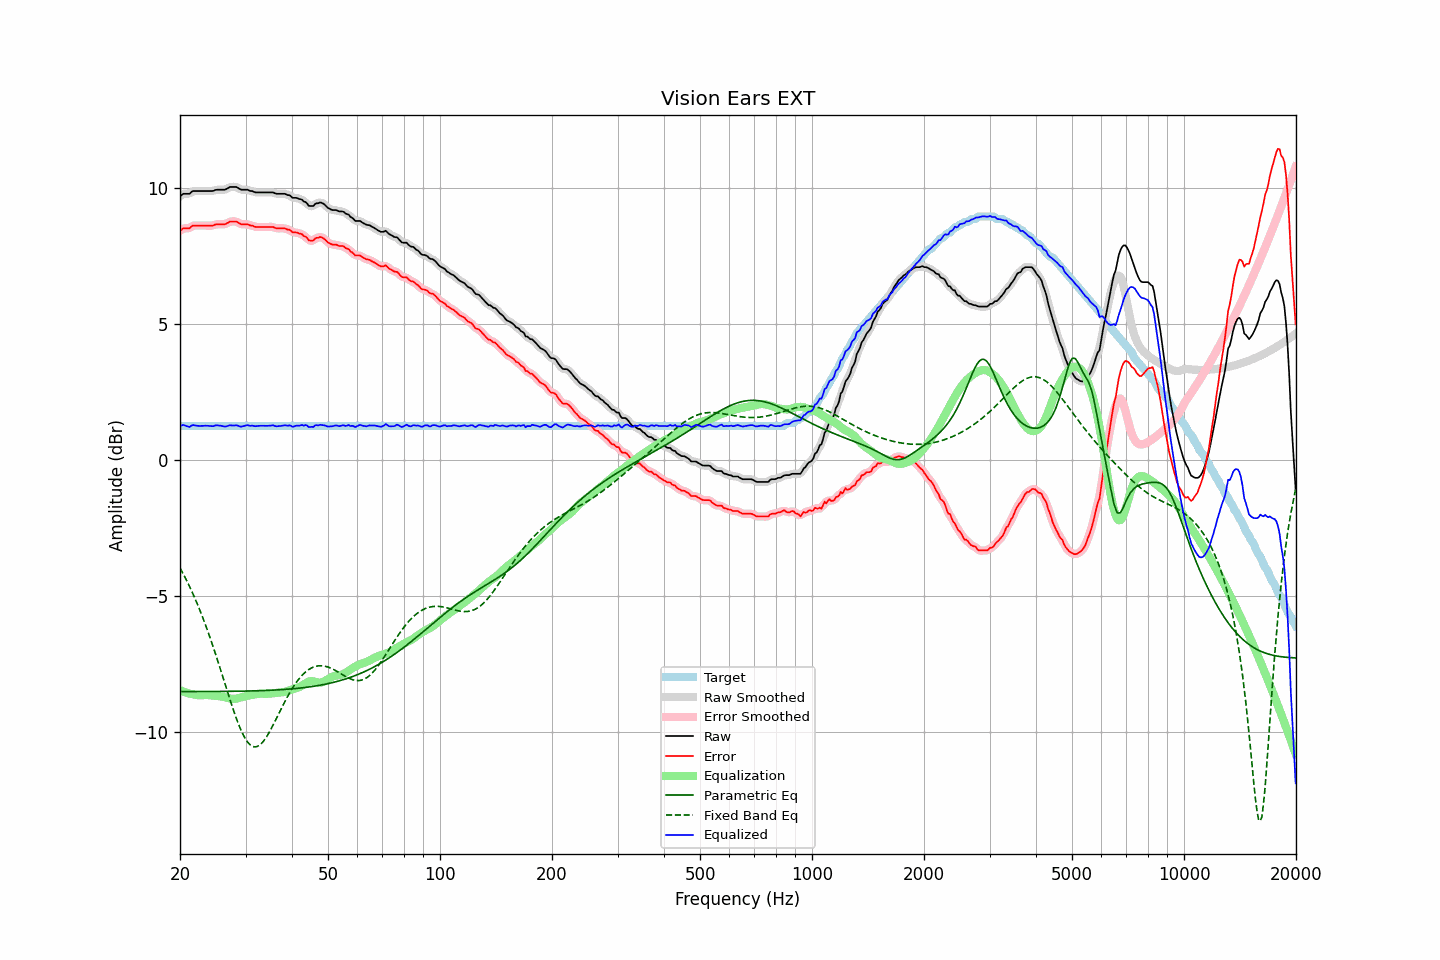 Vision Ears EXT
10
5
0
−5
−10
Amplitude (dBr)
Target
Raw Smoothed
Error Smoothed
Raw
Error
Equalization
Parametric Eq
Fixed Band Eq
Equalized
20 50 100 200 500 1000 2000 5000 10000 20000
Frequency (Hz)